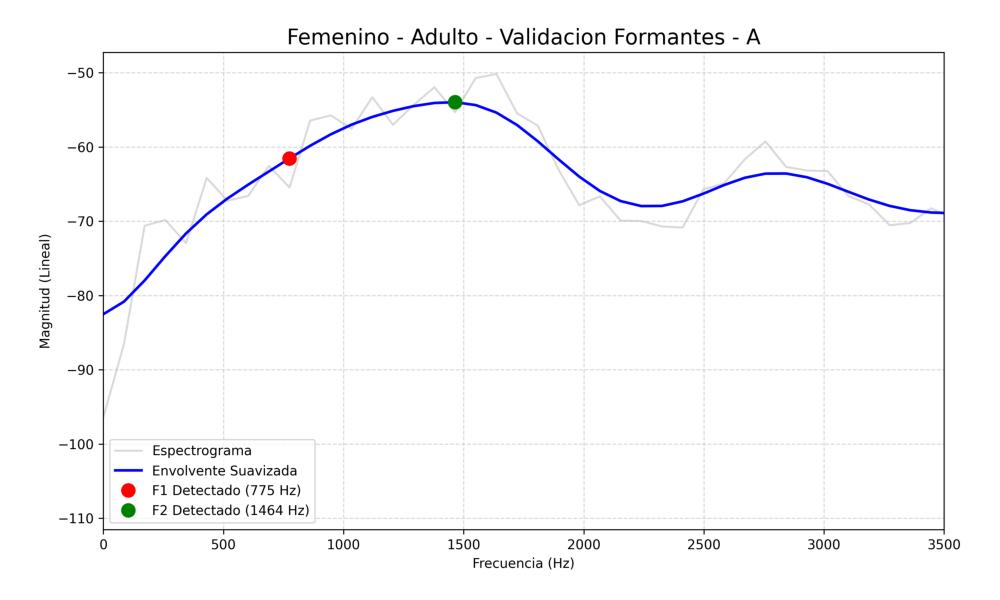 Femenino - Adulto - Validacion Formantes - A
Magnitud (Lineal)
−50
−60
−70
−80
−90
−100
−110
Espectrograma
Envolvente Suavizada
F1 Detectado (775 Hz)
F2 Detectado (1464 Hz)
0 500 1000 1500 2000 2500 3000 3500
Frecuencia (Hz)